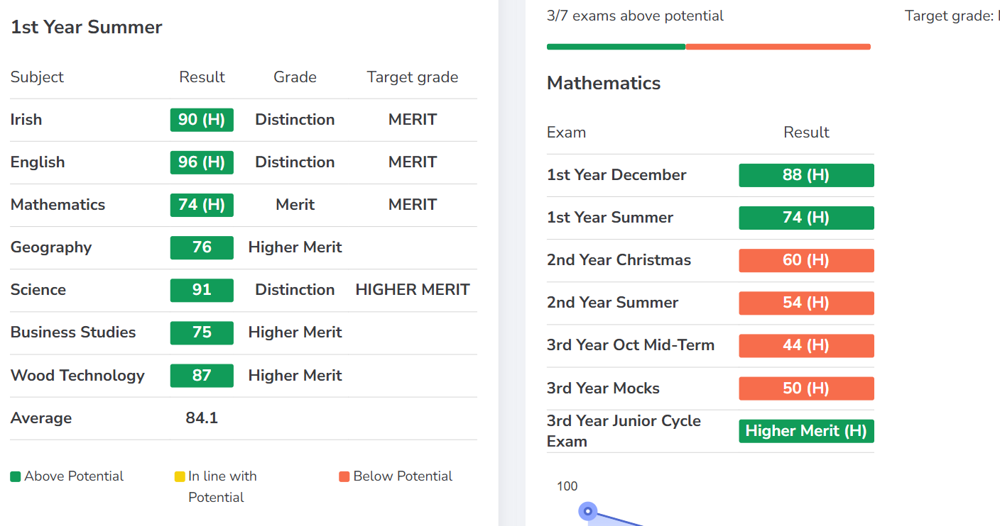 1st Year Summer
Subject Result Grade Target grade
Irish 90 (H) Distinction MERIT
English 96 (H) Distinction MERIT
Mathematics 74 (H) Merit MERIT
Geography 76 Higher Merit
Science 91 Distinction HIGHER MERIT
Business Studies 75 Higher Merit
Wood Technology 87 Higher Merit
Average 84.1
Above Potential In line with Below Potential
Potential
3/7 exams above potential Target grade:
Mathematics
Exam Result
1st Year December 88 (H)
1st Year Summer 74 (H)
2nd Year Christmas 60 (H)
2nd Year Summer 54 (H)
3rd Year Oct Mid-Term 44 (H)
3rd Year Mocks 50 (H)
3rd Year Junior Cycle
Exam Higher Merit (H)
100